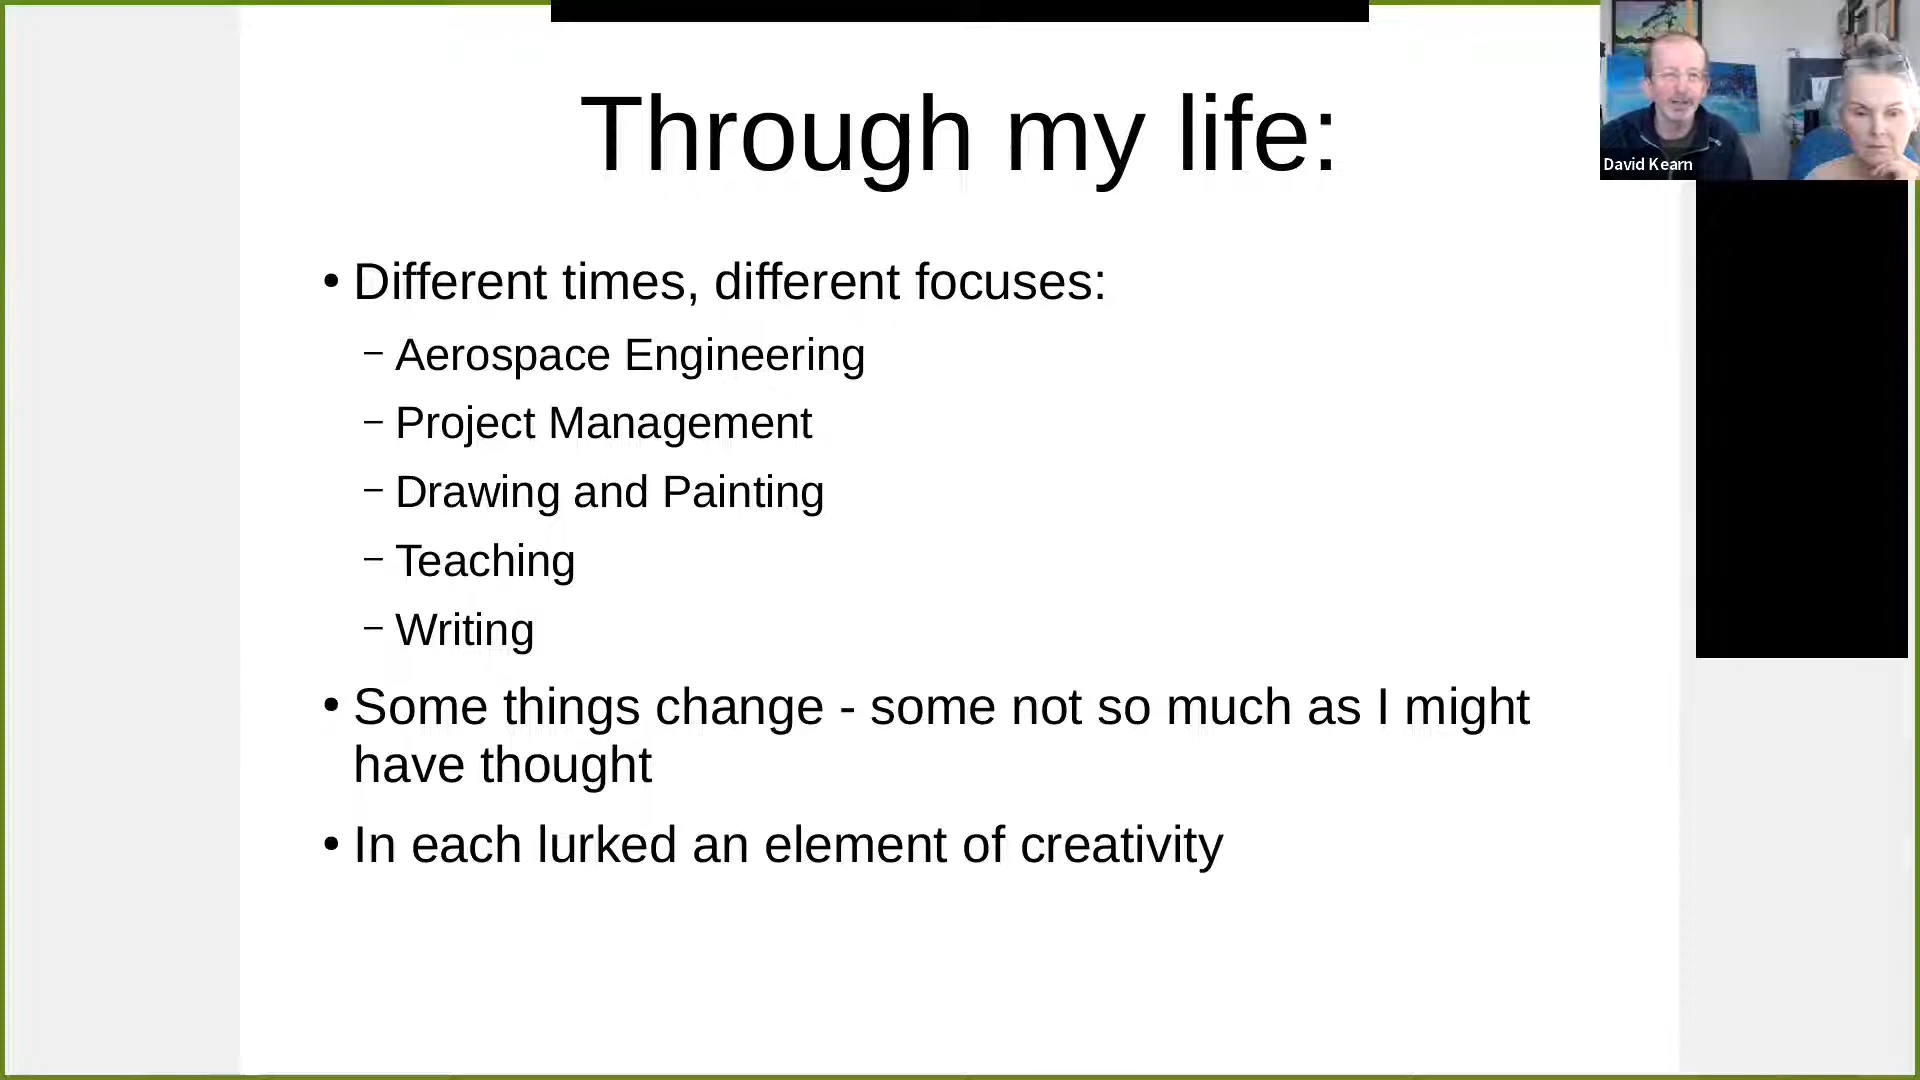 Through my life:
David Kearn
• Different times, different focuses:
– Aerospace Engineering
– Project Management
– Drawing and Painting
– Teaching
– Writing
• Some things change - some not so much as I might
have thought
• In each lurked an element of creativity